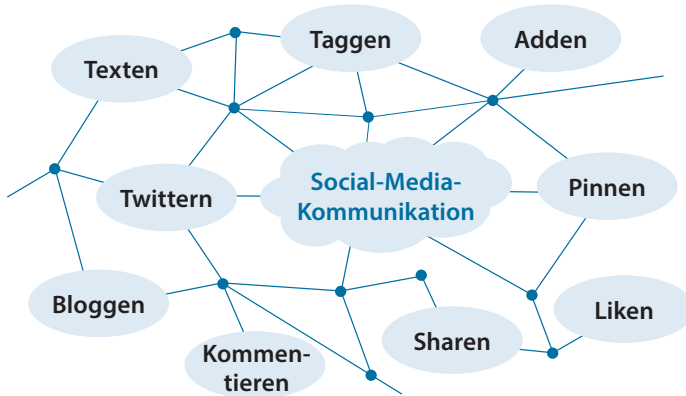 Taggen
Adden
Texten
Social-Media-
Kommunikation
Twittern
Pinnen
Bloggen
Liken
Sharen
Kommen-
tieren